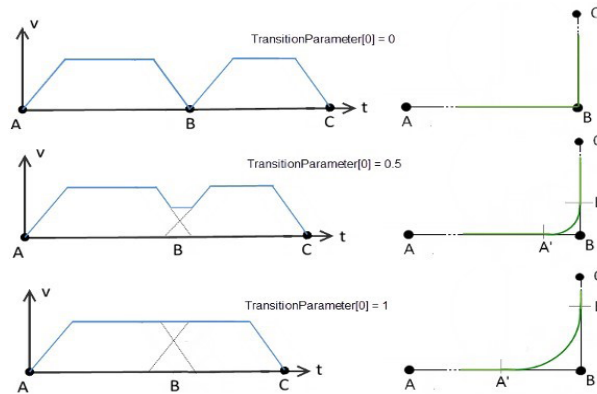 v
TransitionParameter[0] = 0
A
B
C
t
A
B
v
TransitionParameter[0] = 0.5
A
B
C
t
A
A'
B
v
TransitionParameter[0] = 1
A
B
C
t
A
A'
B